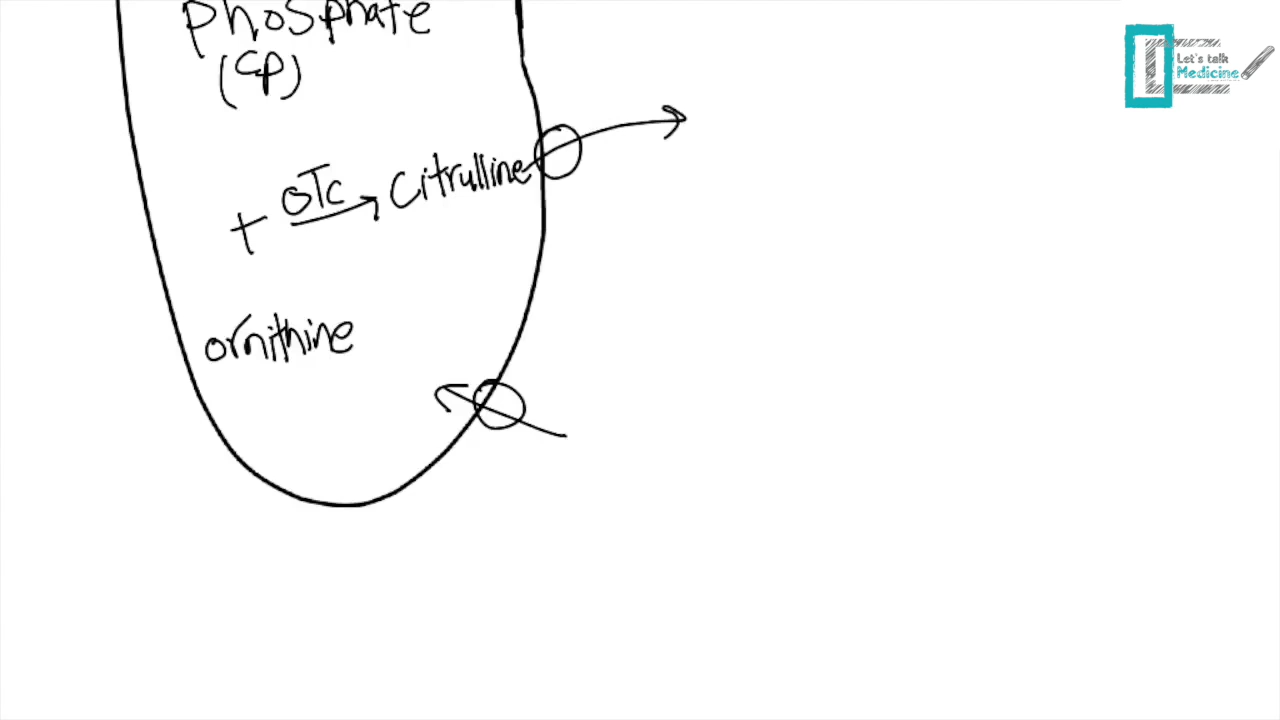 phosphate
(CP)
+ OTC → Citrulline
ornithine
Let's talk
Medicine